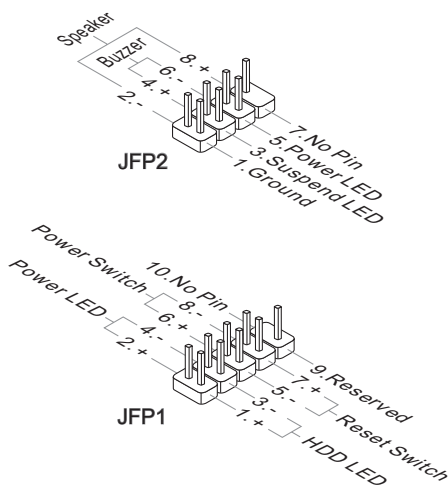 Speaker
Buzzer
8.+
6.-
4.+
2.-
7.No Pin
5.Power LED
3.Suspend LED
1.Ground
JFP2
Power Switch
Power LED
10.No Pin
8.-
6.+
4.-
2.+
9.Reserved
7.+
5.-
3.-
1.+
Reset Switch
HDD LED
JFP1